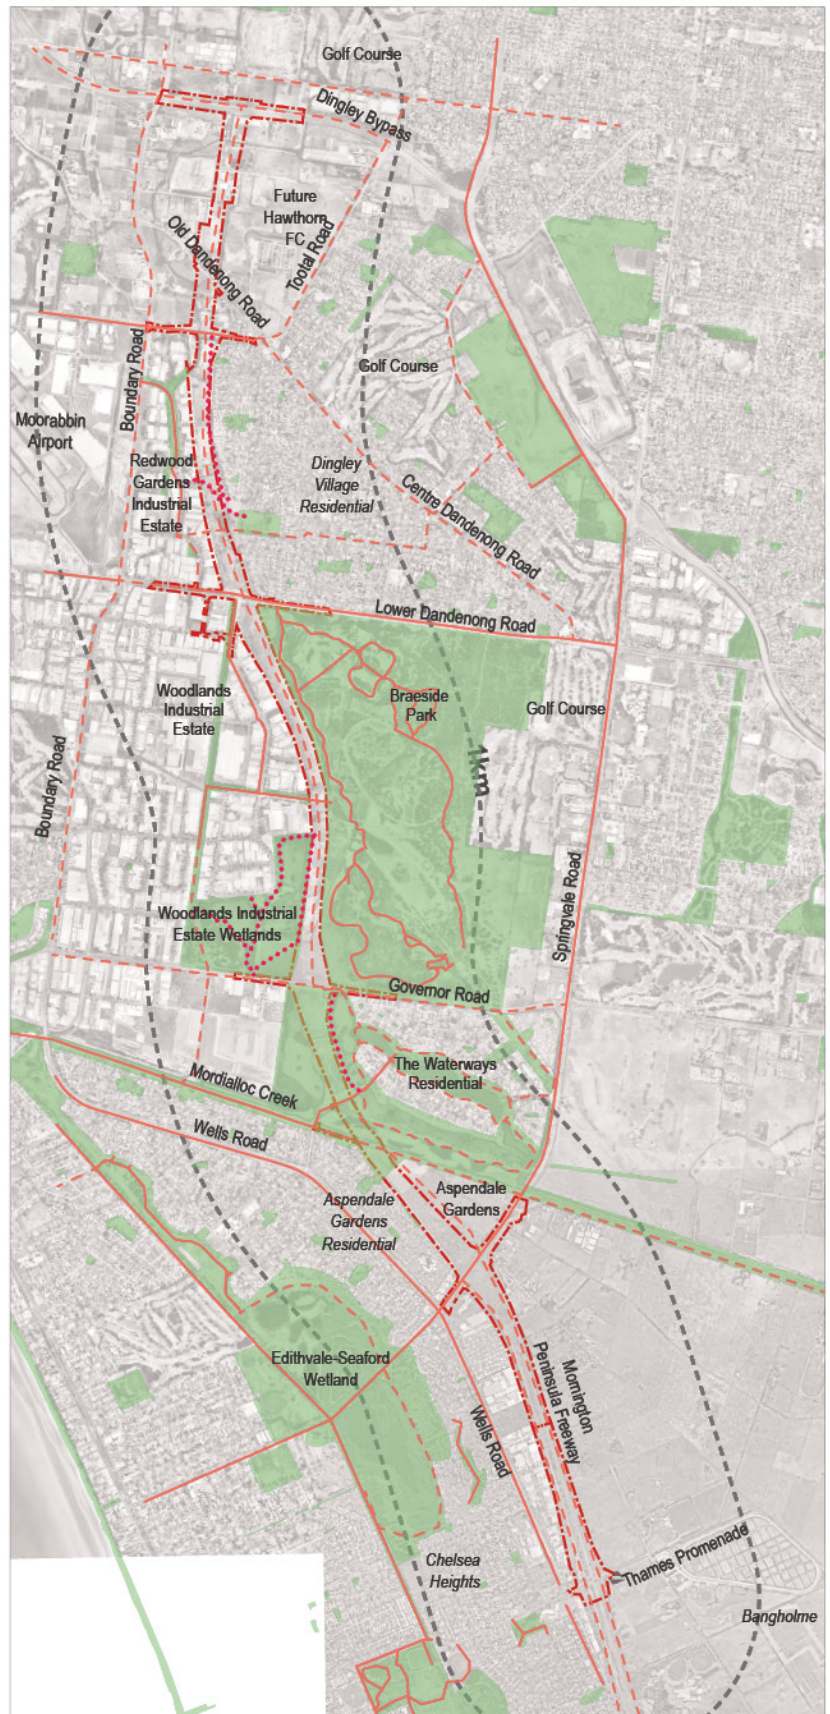 Golf Course
Dingley Bypass
Future
Hawthorn
FC
Tootal Road
Old Dandenong Road
Boundary Road
Golf Course
Moorabbin
Airport
Redwood
Gardens
Industrial
Estate
Dingley
Village
Residential
Centre Dandenong Road
Lower Dandenong Road
Woodlands
Industrial
Estate
Braeside
Park
Golf Course
1km
Boundary Road
Springvale Road
Woodlands Industrial
Estate Wetlands
Governor Road
The Waterways
Residential
Mordialloc Creek
Wells Road
Aspendale
Gardens
Aspendale
Gardens
Residential
Edithvale-Seaford
Wetland
Mornington
Peninsula Freeway
Wells Road
Thames Promenade
Chelsea
Heights
Bangholme